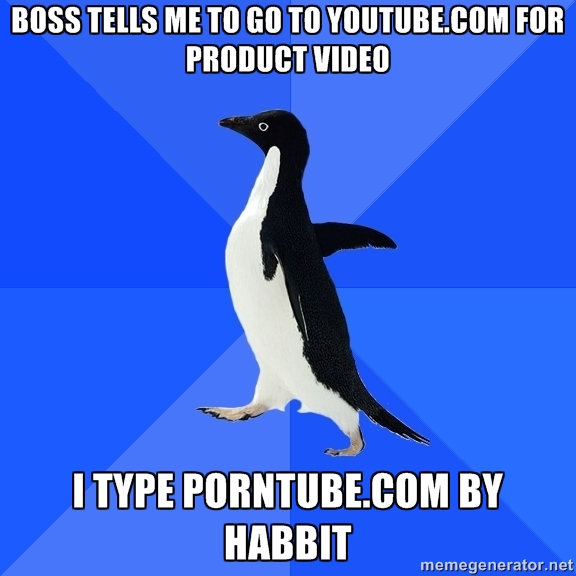 BOSS TELLS ME TO GO TO YOUTUBE.COM FOR
PRODUCT VIDEO
I TYPE PORNTUBE.COM BY
HABBIT
memegenerator.net